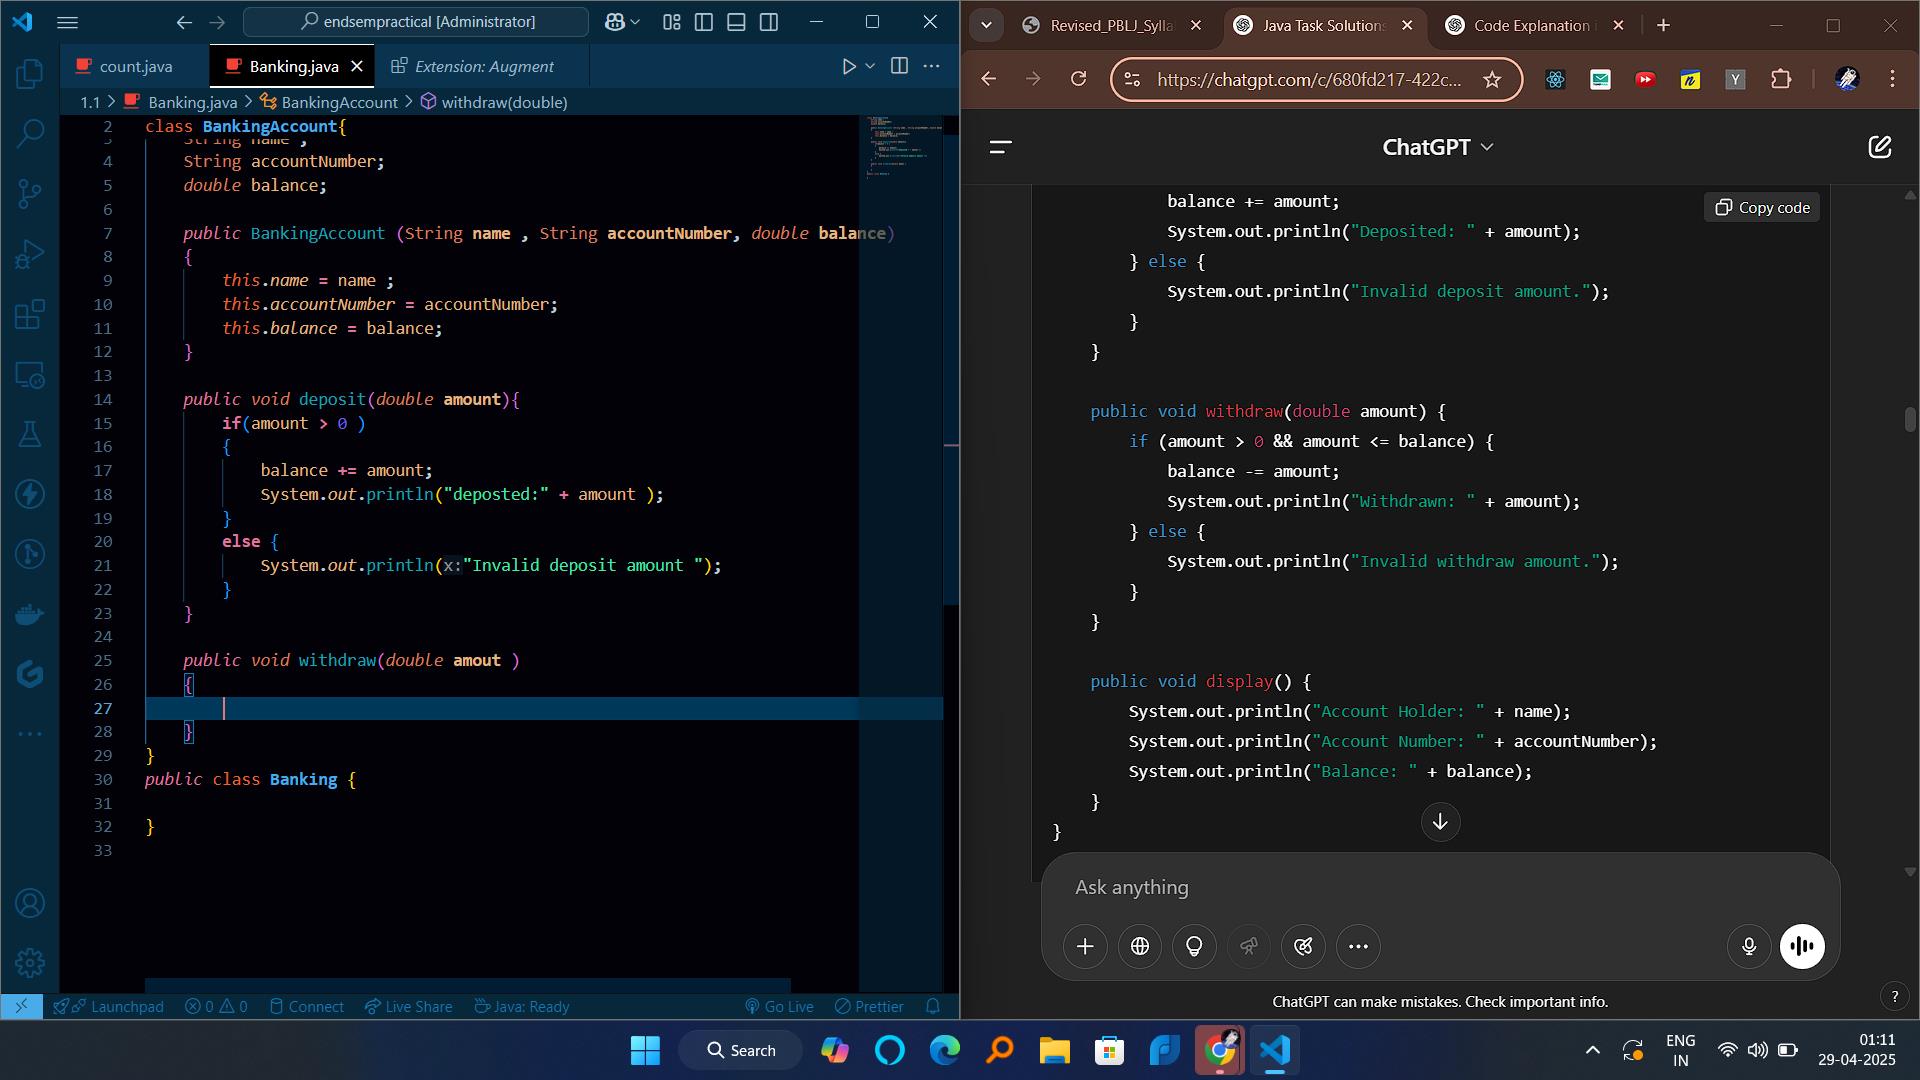 endsempractical [Administrator]
count.java
Banking.java
Extension: Augment
1.1 > Banking.java > BankingAccount > withdraw(double)
2 class BankingAccount{
3 String name ;
4 String accountNumber;
5 double balance;
6
7 public BankingAccount (String name , String accountNumber, double balance)
8 {
9 this.name = name ;
10 this.accountNumber = accountNumber;
11 this.balance = balance;
12 }
13
14 public void deposit(double amount){
15 if(amount > 0 )
16 {
17 balance += amount;
18 System.out.println("deposted:" + amount );
19 }
20 else {
21 System.out.println(x:"Invalid deposit amount ");
22 }
23 }
24
25 public void withdraw(double amout )
26 {
27
28 }
29 }
30 public class Banking {
31
32 }
33
Launchpad 0 0 Connect Live Share Java: Ready Go Live Prettier
Revised_PBLJ_Sylla
Java Task Solutions
Code Explanation
https://chatgpt.com/c/680fd217-422c...
ChatGPT
Copy code
balance += amount;
System.out.println("Deposited: " + amount);
} else {
System.out.println("Invalid deposit amount.");
}
}
public void withdraw(double amount) {
if (amount > 0 && amount <= balance) {
balance -= amount;
System.out.println("Withdrawn: " + amount);
} else {
System.out.println("Invalid withdraw amount.");
}
}
public void display() {
System.out.println("Account Holder: " + name);
System.out.println("Account Number: " + accountNumber);
System.out.println("Balance: " + balance);
}
}
Ask anything
ChatGPT can make mistakes. Check important info.
?
Search
ENG
IN
01:11
29-04-2025